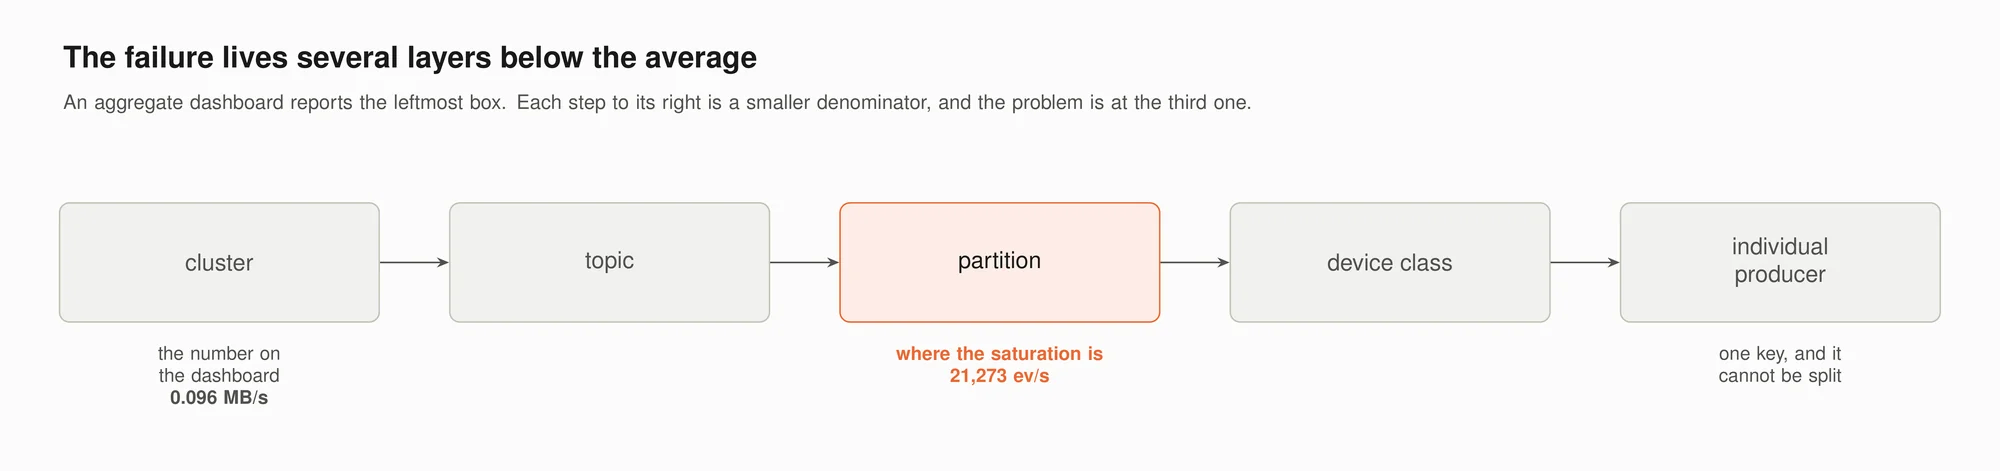 The failure lives several layers below the average
An aggregate dashboard reports the leftmost box. Each step to its right is a smaller denominator, and the problem is at the third one.
cluster
topic
partition
device class
individual
producer
the number on
the dashboard
0.096 MB/s
where the saturation is
21,273 ev/s
one key, and it
cannot be split